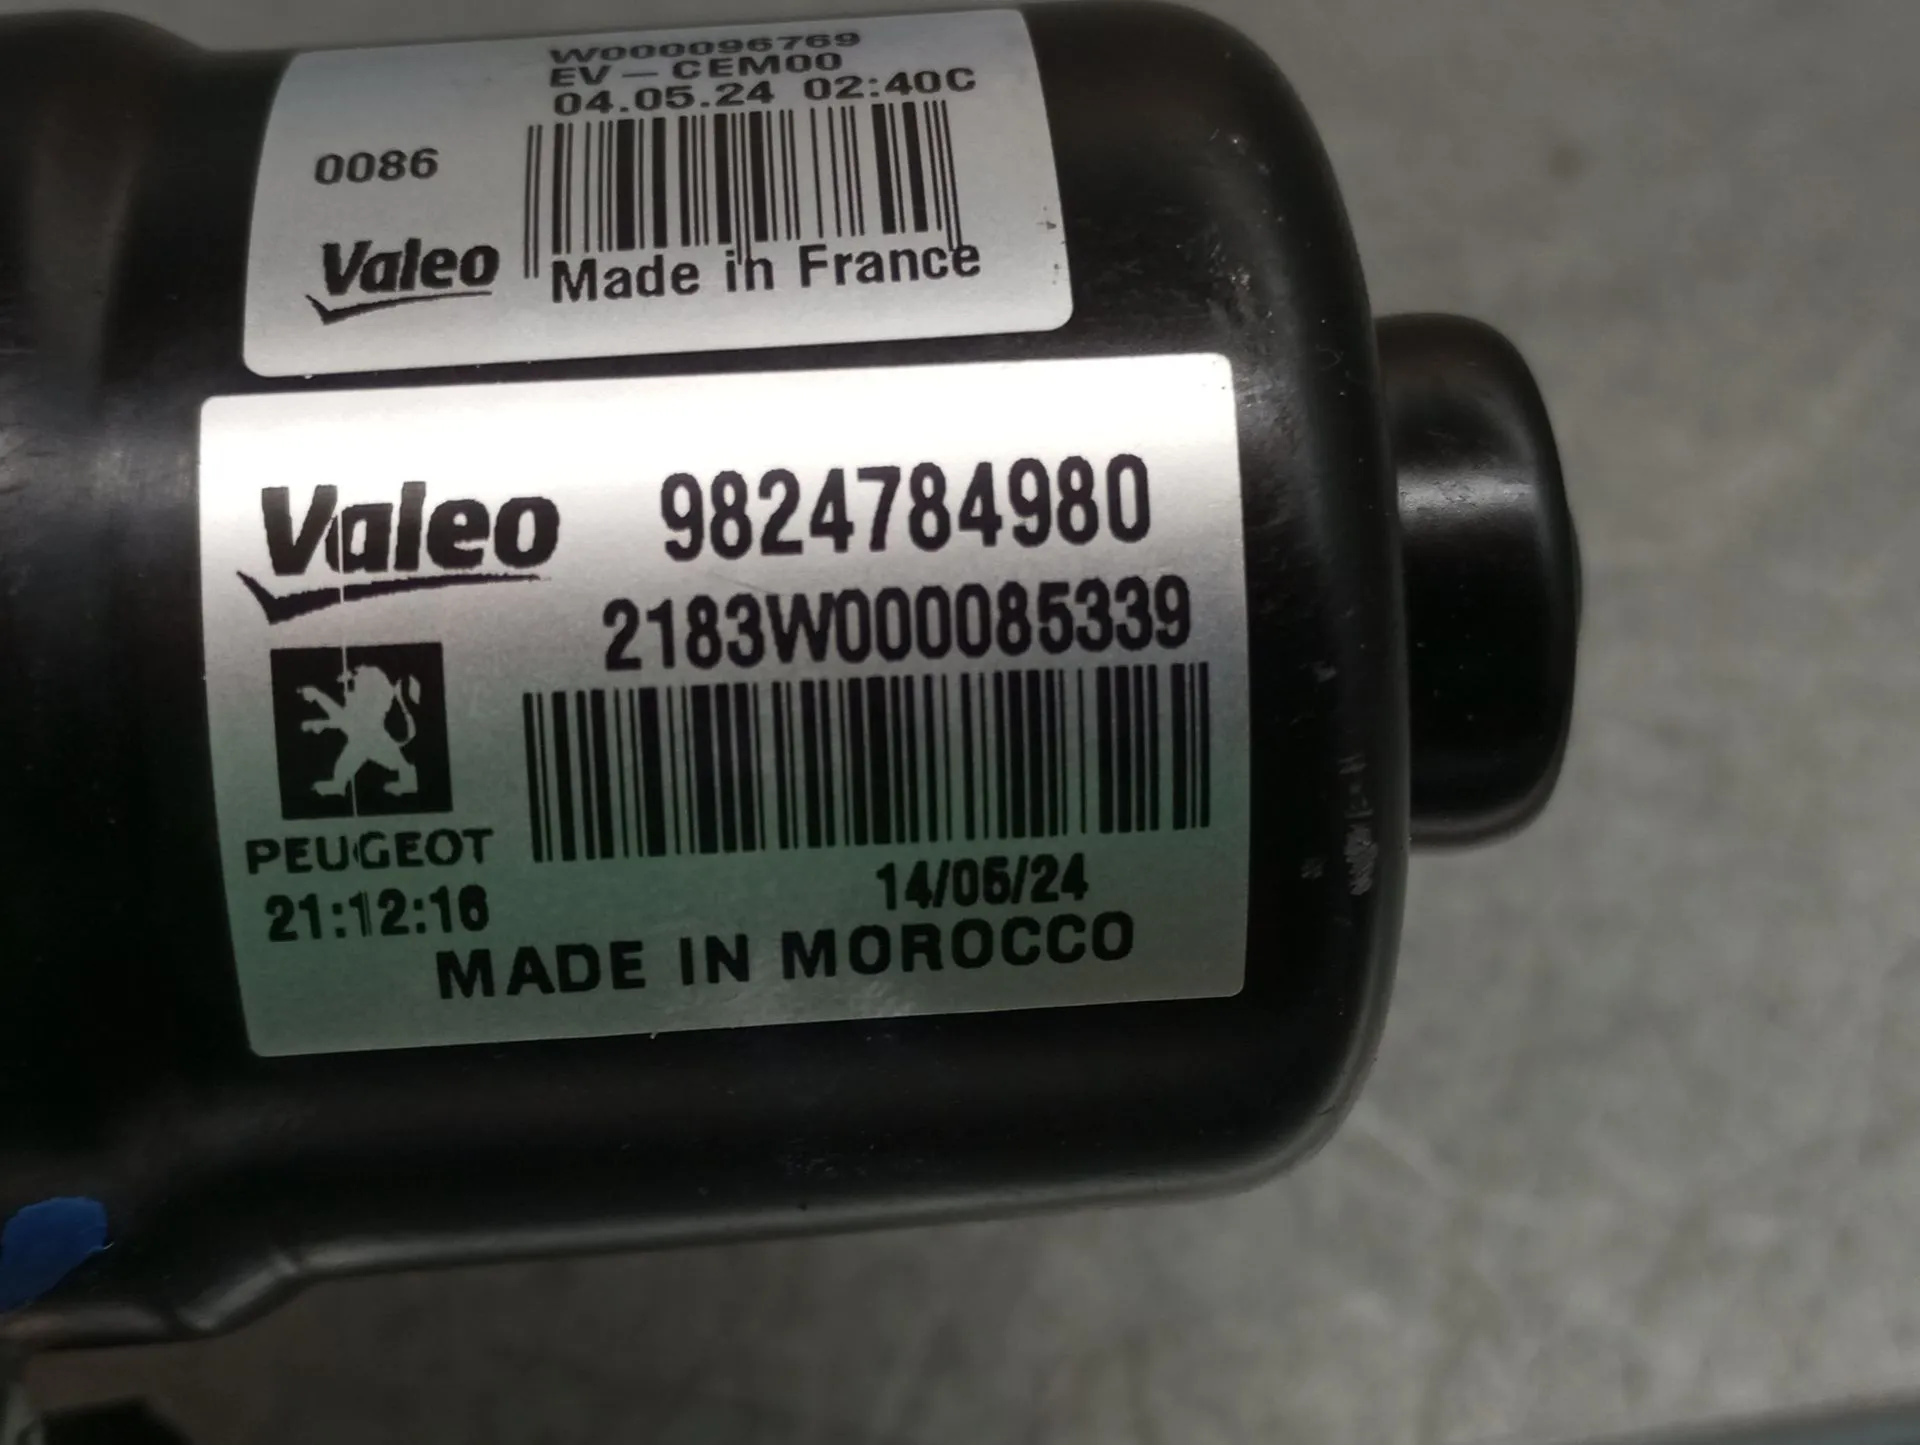 W000096769
EV - CEM00
04.05.24 02:40C
0086
Valeo
Made in France
Valeo 9824784980
2183W000085339
PEUGEOT
21:12:16 14/05/24
MADE IN MOROCCO